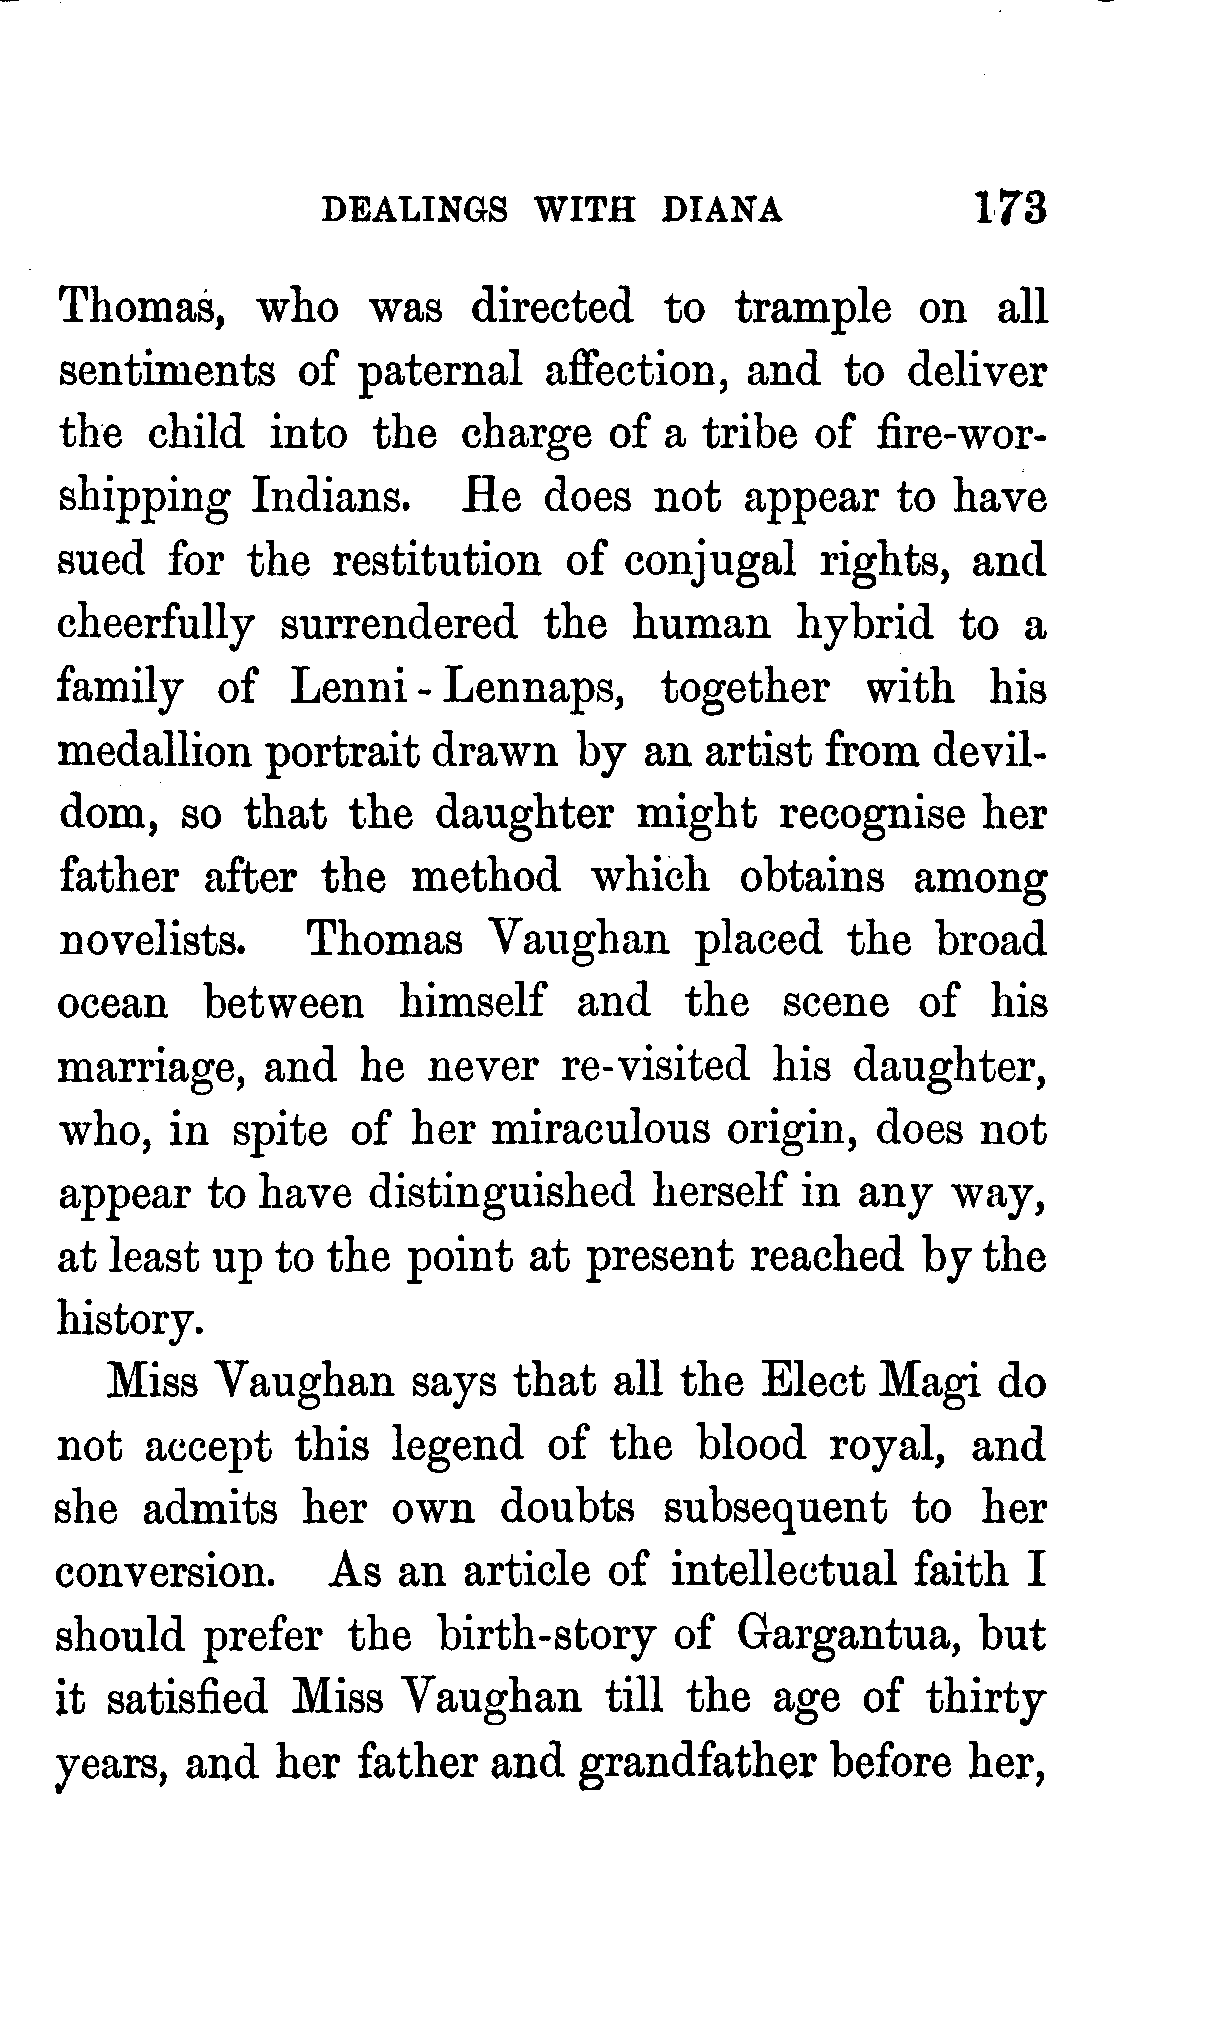 DEALINGS WITH DIANA 173
Thomas, who was directed to trample on all
sentiments of paternal affection, and to deliver
the child into the charge of a tribe of fire-wor-
shipping Indians. He does not appear to have
sued for the restitution of conjugal rights, and
cheerfully surrendered the human hybrid to a
family of Lenni-Lennaps, together with his
medallion portrait drawn by an artist from devil-
dom, so that the daughter might recognise her
father after the method which obtains among
novelists. Thomas Vaughan placed the broad
ocean between himself and the scene of his
marriage, and he never re-visited his daughter,
who, in spite of her miraculous origin, does not
appear to have distinguished herself in any way,
at least up to the point at present reached by the
history.
Miss Vaughan says that all the Elect Magi do
not accept this legend of the blood royal, and
she admits her own doubts subsequent to her
conversion. As an article of intellectual faith I
should prefer the birth-story of Gargantua, but
it satisfied Miss Vaughan till the age of thirty
years, and her father and grandfather before her,